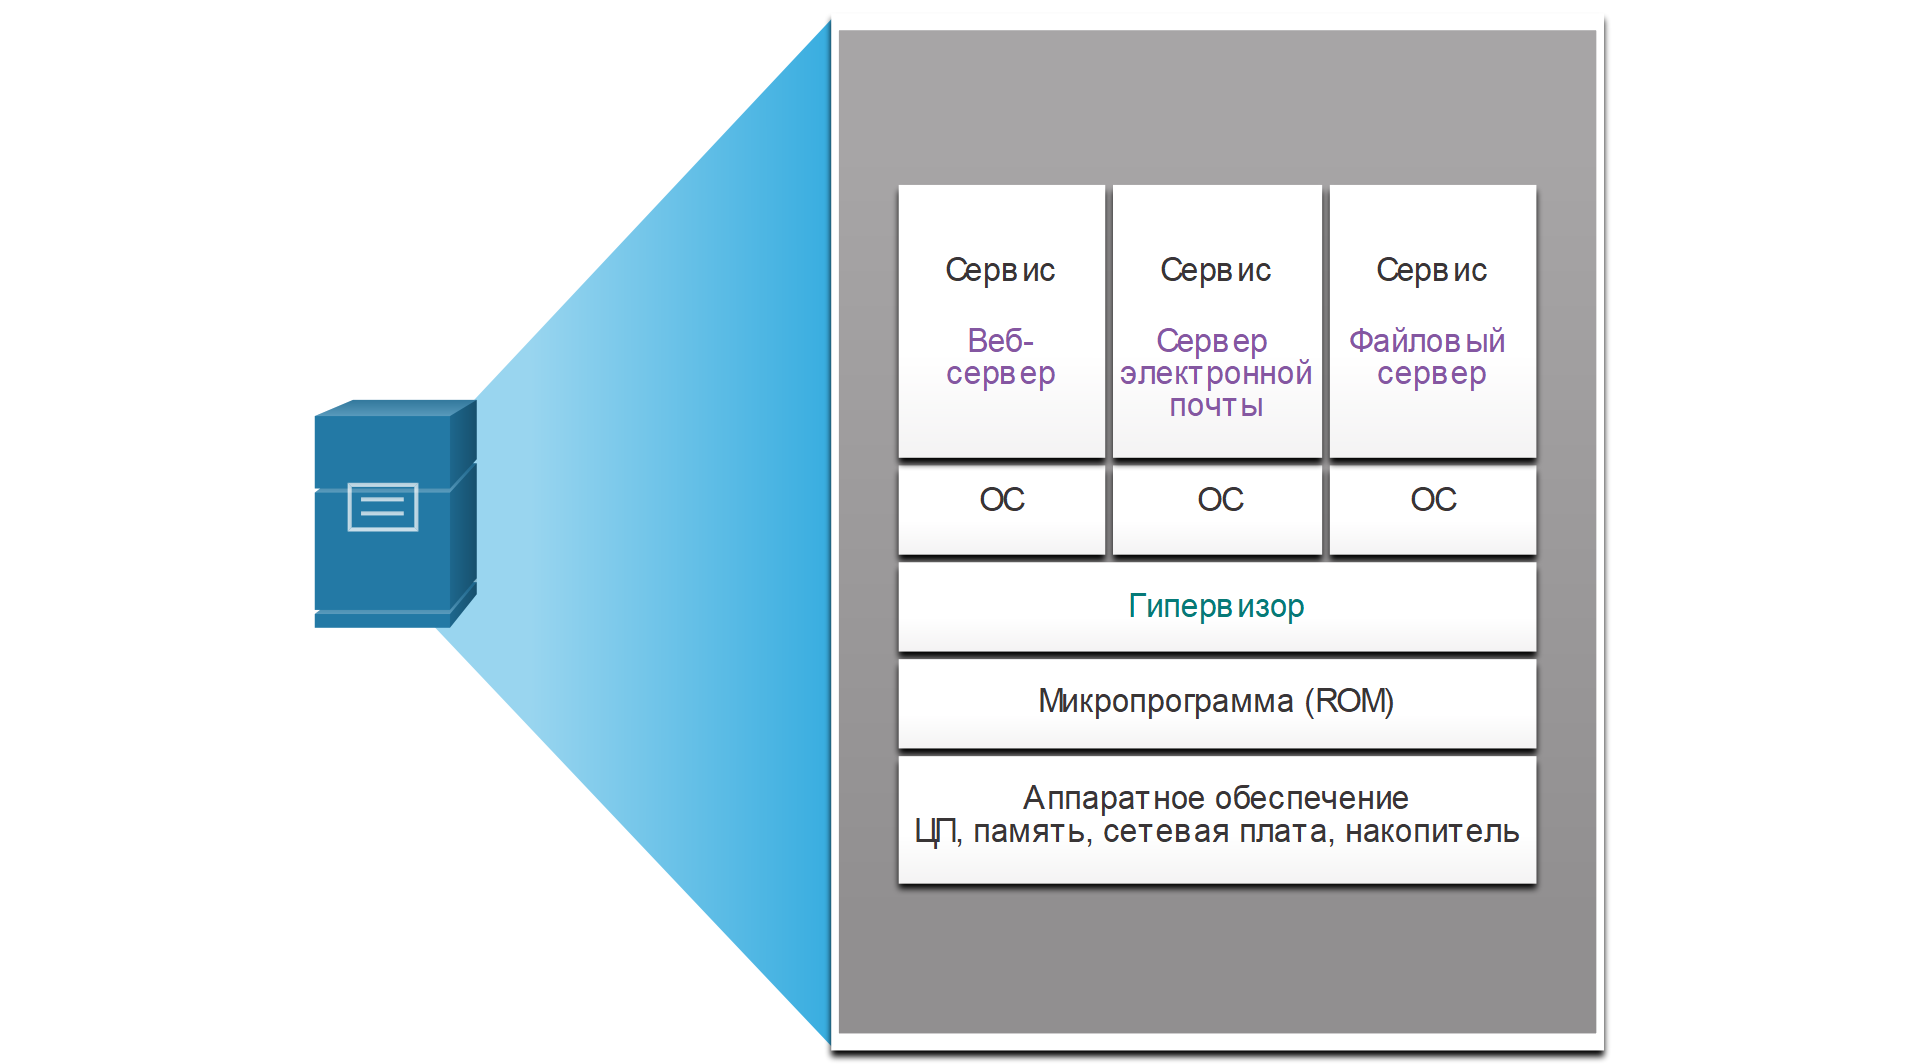 Сервис
Веб-
сервер
Сервис
Сервер
электронной
почты
Сервис
Файловый
сервер
ОС
ОС
ОС
Гипервизор
Микропрограмма (ROM)
Аппаратное обеспечение
ЦП, память, сетевая плата, накопитель